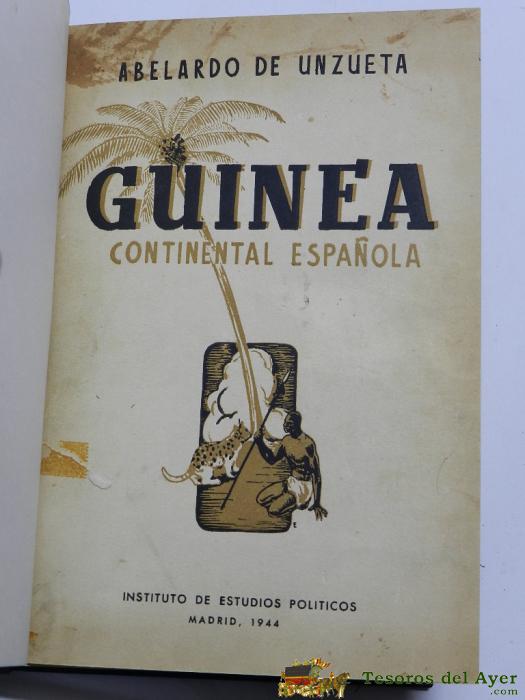 ABELARDO DE UNZUETA
GUINEA
CONTINENTAL ESPAÑOLA
E
INSTITUTO DE ESTUDIOS POLITICOS
MADRID, 1944
Tesoros del Ayer
.com